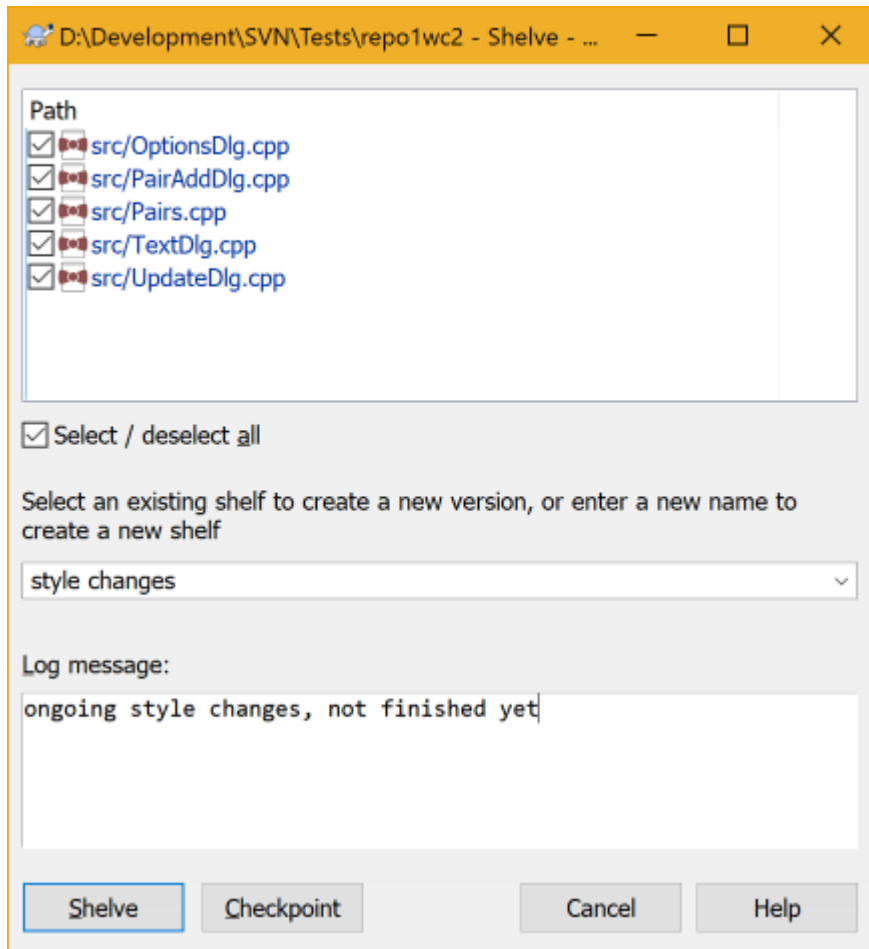 D:\Development\SVN\Tests\repo1wc2 - Shelve - ...
Path
src/OptionsDlg.cpp
src/PairAddDlg.cpp
src/Pairs.cpp
src/TextDlg.cpp
src/UpdateDlg.cpp
Select / deselect all
Select an existing shelf to create a new version, or enter a new name to
create a new shelf
style changes
Log message:
ongoing style changes, not finished yet
Shelve Checkpoint Cancel Help